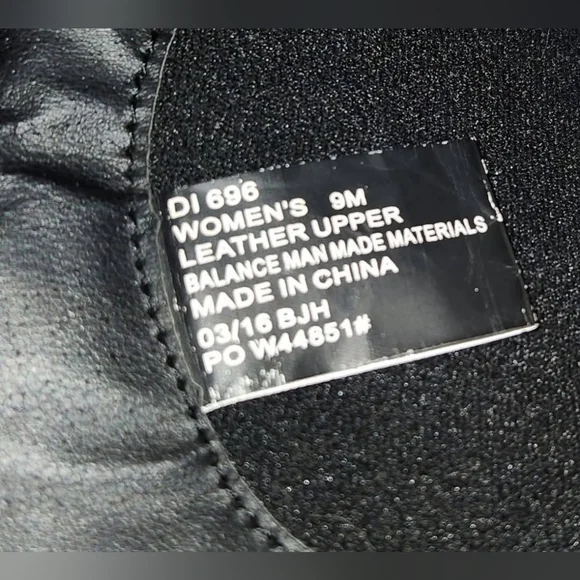 DI 696
WOMEN'S 9M
LEATHER UPPER
BALANCE MAN MADE MATERIALS
MADE IN CHINA
03/16 BJH
PO W44851#